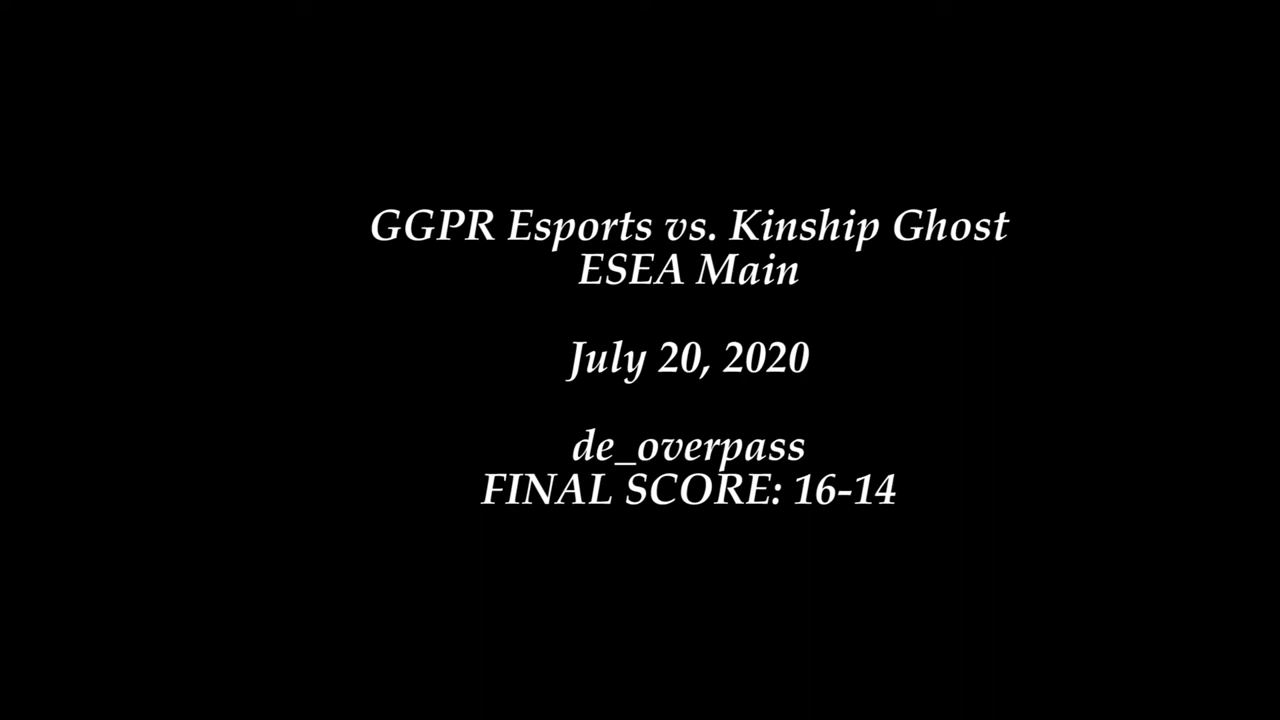 GGPR Esports vs. Kinship Ghost
ESEA Main
July 20, 2020
de_overpass
FINAL SCORE: 16-14